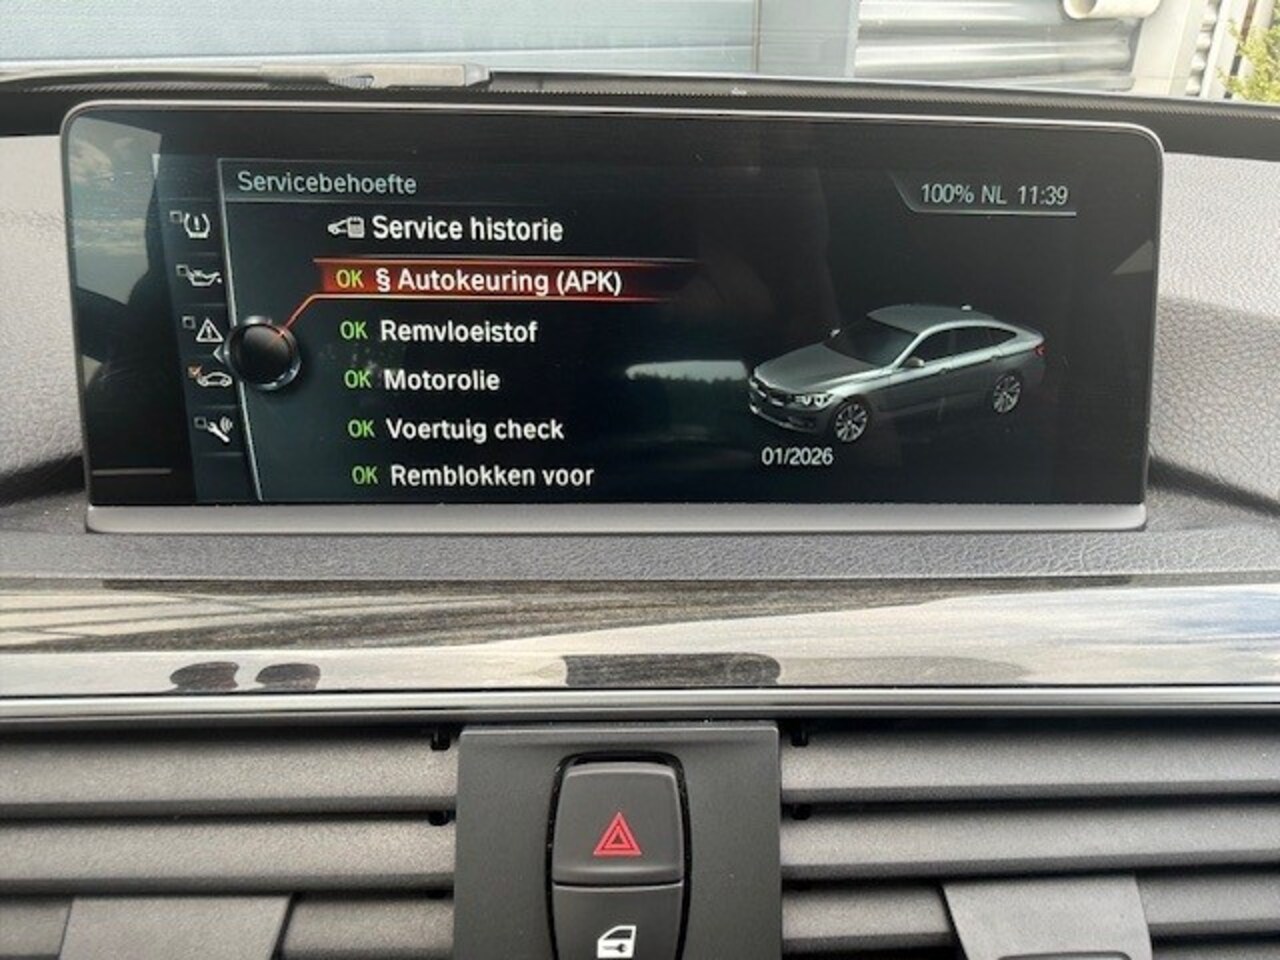 Servicebehoefte
100% NL 11:39
Service historie
OK § Autokeuring (APK)
OK Remvloeistof
OK Motorolie
OK Voertuig check
OK Remblokken voor
01/2026